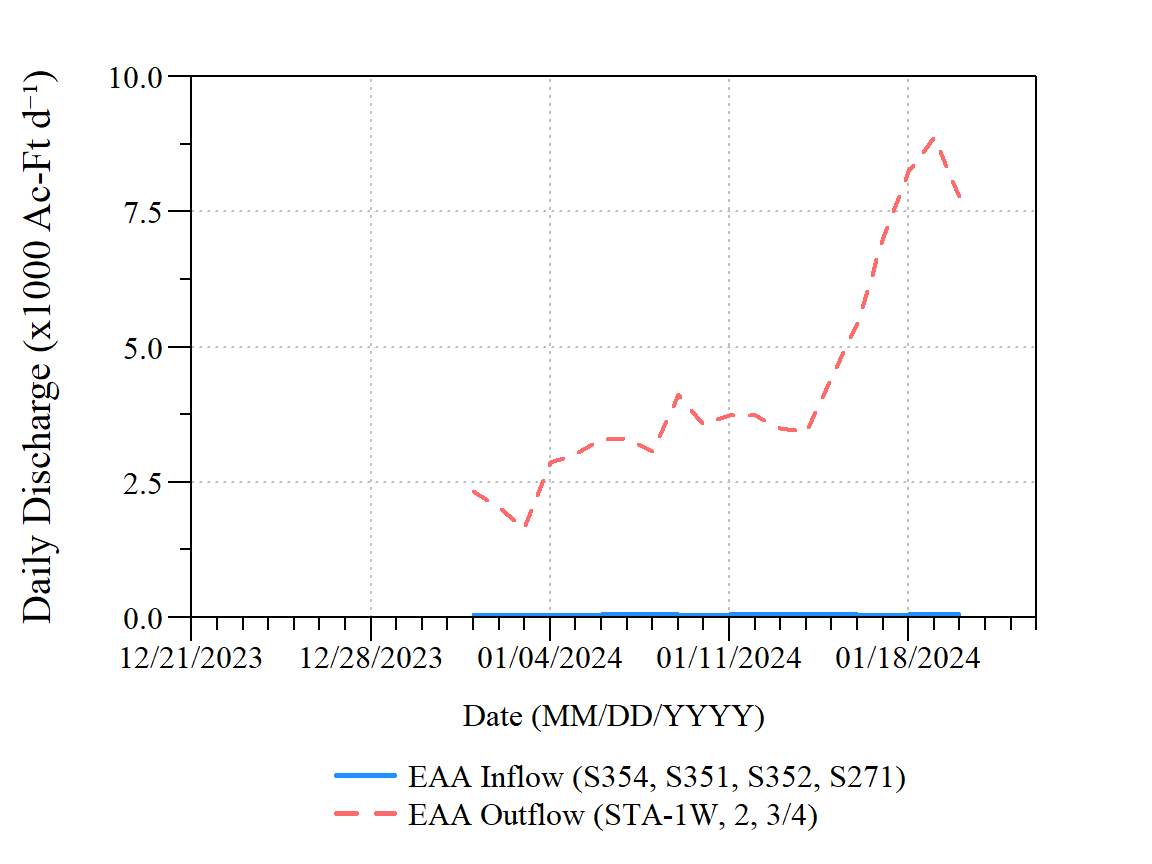 Daily Discharge (x1000 Ac-Ft d⁻¹)
10.0
7.5
5.0
2.5
0.0
12/21/2023 12/28/2023 01/04/2024 01/11/2024 01/18/2024
Date (MM/DD/YYYY)
EAA Inflow (S354, S351, S352, S271)
EAA Outflow (STA-1W, 2, 3/4)